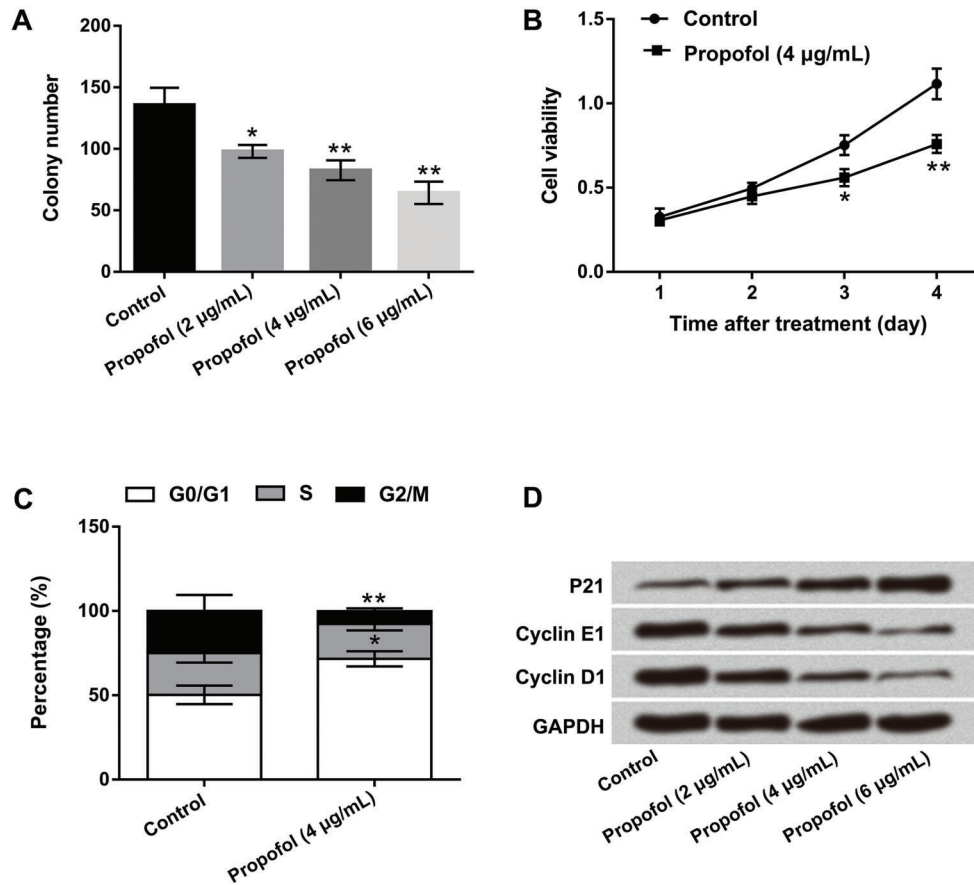 A
200
150
100
50
0
Colony number
*
**
**
Control
Propofol (2 µg/mL)
Propofol (4 µg/mL)
Propofol (6 µg/mL)
B
Control
Propofol (4 µg/mL)
1.5
1.0
0.5
0.0
Cell viability
*
**
1 2 3 4
Time after treatment (day)
C
G0/G1 S G2/M
150
100
50
0
Percentage (%)
**
*
Control
Propofol (4 µg/mL)
D
P21
Cyclin E1
Cyclin D1
GAPDH
Control
Propofol (2 µg/mL)
Propofol (4 µg/mL)
Propofol (6 µg/mL)